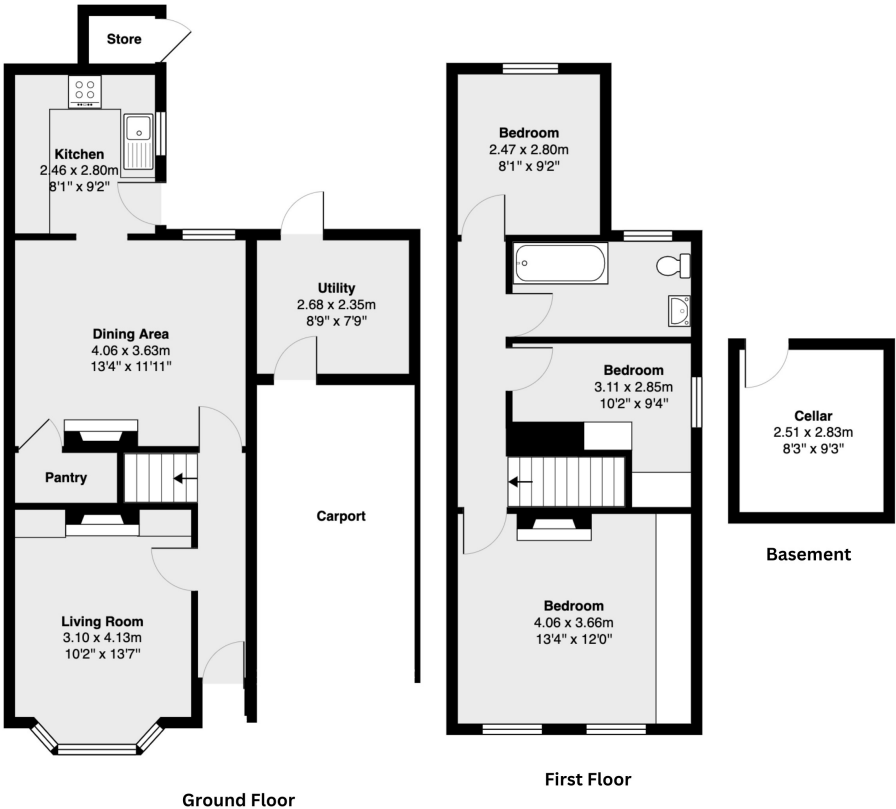 Store
Kitchen
2.46 x 2.80m
8'1" x 9'2"
Utility
2.68 x 2.35m
8'9" x 7'9"
Dining Area
4.06 x 3.63m
13'4" x 11'11"
Pantry
Carport
Living Room
3.10 x 4.13m
10'2" x 13'7"
Ground Floor
Bedroom
2.47 x 2.80m
8'1" x 9'2"
Bedroom
3.11 x 2.85m
10'2" x 9'4"
Bedroom
4.06 x 3.66m
13'4" x 12'0"
First Floor
Cellar
2.51 x 2.83m
8'3" x 9'3"
Basement